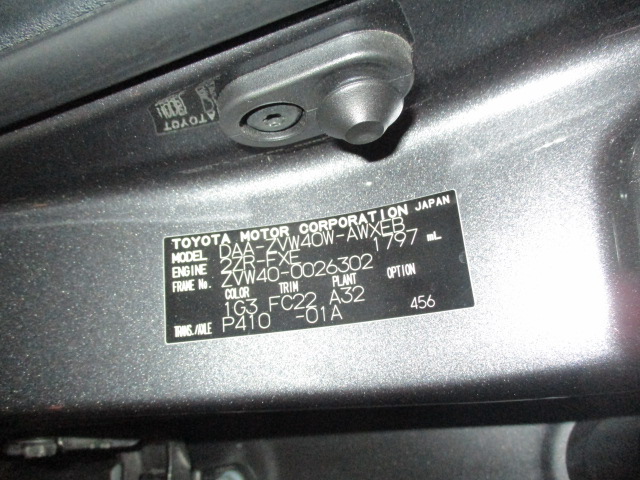 TOYOTA MOTOR CORPORATION JAPAN
MODEL DAA-ZVW40W-AWXEB
ENGINE 2ZR-FXE 1797 mL
FRAME No. ZVW40-0026302
COLOR TRIM PLANT OPTION
1G3 FC22 A32
TRANS./AXLE P410 -01A 456
TOYOT